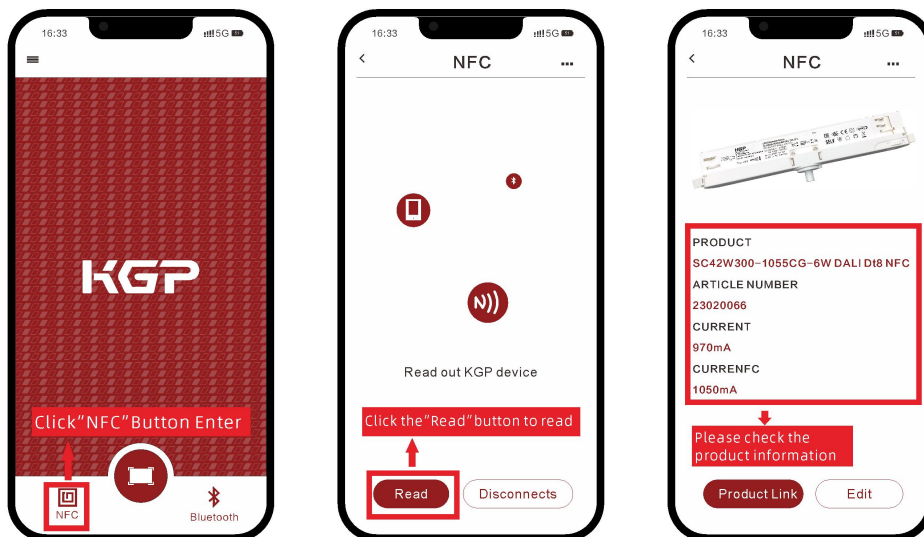 16:33
5G
KGP
Click"NFC"Button Enter
NFC
Bluetooth
16:33
5G
NFC
Read out KGP device
Click the"Read"button to read
Read
Disconnects
16:33
5G
NFC
KGP
SELV
PRODUCT
SC42W300-1055CG-6W DALI Dt8 NFC
ARTICLE NUMBER
23020066
CURRENT
970mA
CURRENFC
1050mA
Please check the
product information
Product Link
Edit